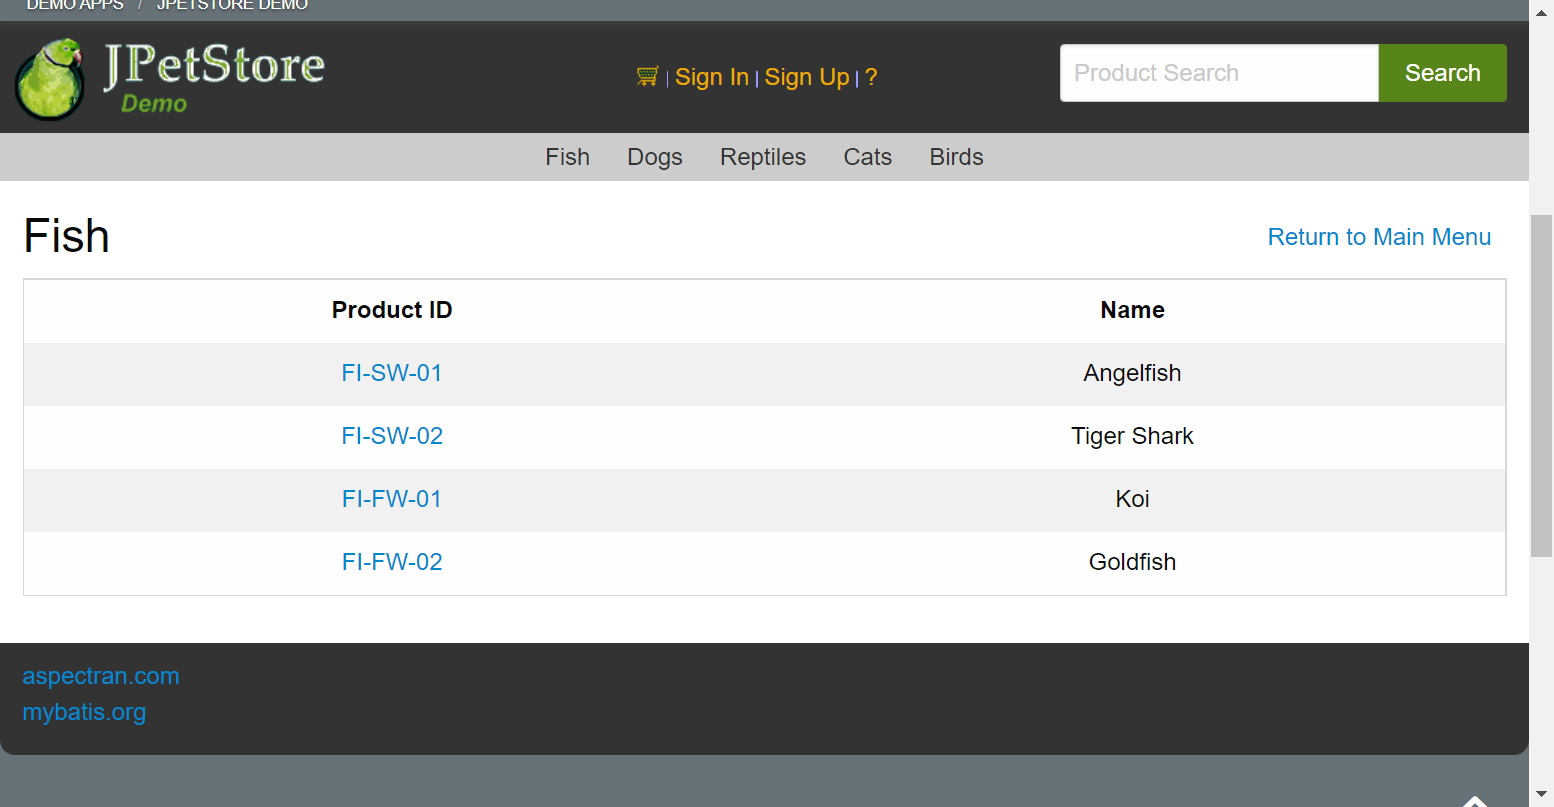 DEMO APPS / JPETSTORE DEMO
JPetStore
Demo
| Sign In | Sign Up | ?
Product Search
Search
Fish Dogs Reptiles Cats Birds
Fish
Return to Main Menu
Product ID Name
FI-SW-01 Angelfish
FI-SW-02 Tiger Shark
FI-FW-01 Koi
FI-FW-02 Goldfish
aspectran.com
mybatis.org